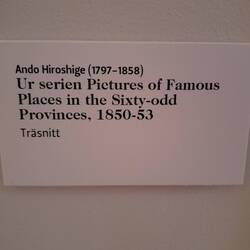 Ando Hiroshige (1797–1858)
Ur serien Pictures of Famous
Places in the Sixty-odd
Provinces, 1850-53
Träsnitt